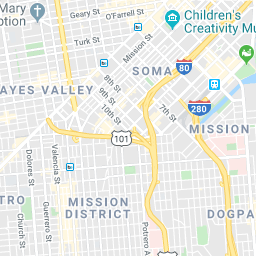 Mary
ption
Geary St
O'Farrell St
Children's
Creativity Mu
Turk St
Mission St
SOMA
80
AYES VALLEY
8th St
9th St
10th St
7th St
280
MISSION
101
Dolores St
Valencia St
Guerrero St
TRO
Church St
MISSION
DISTRICT
Potrero A
DOGPA